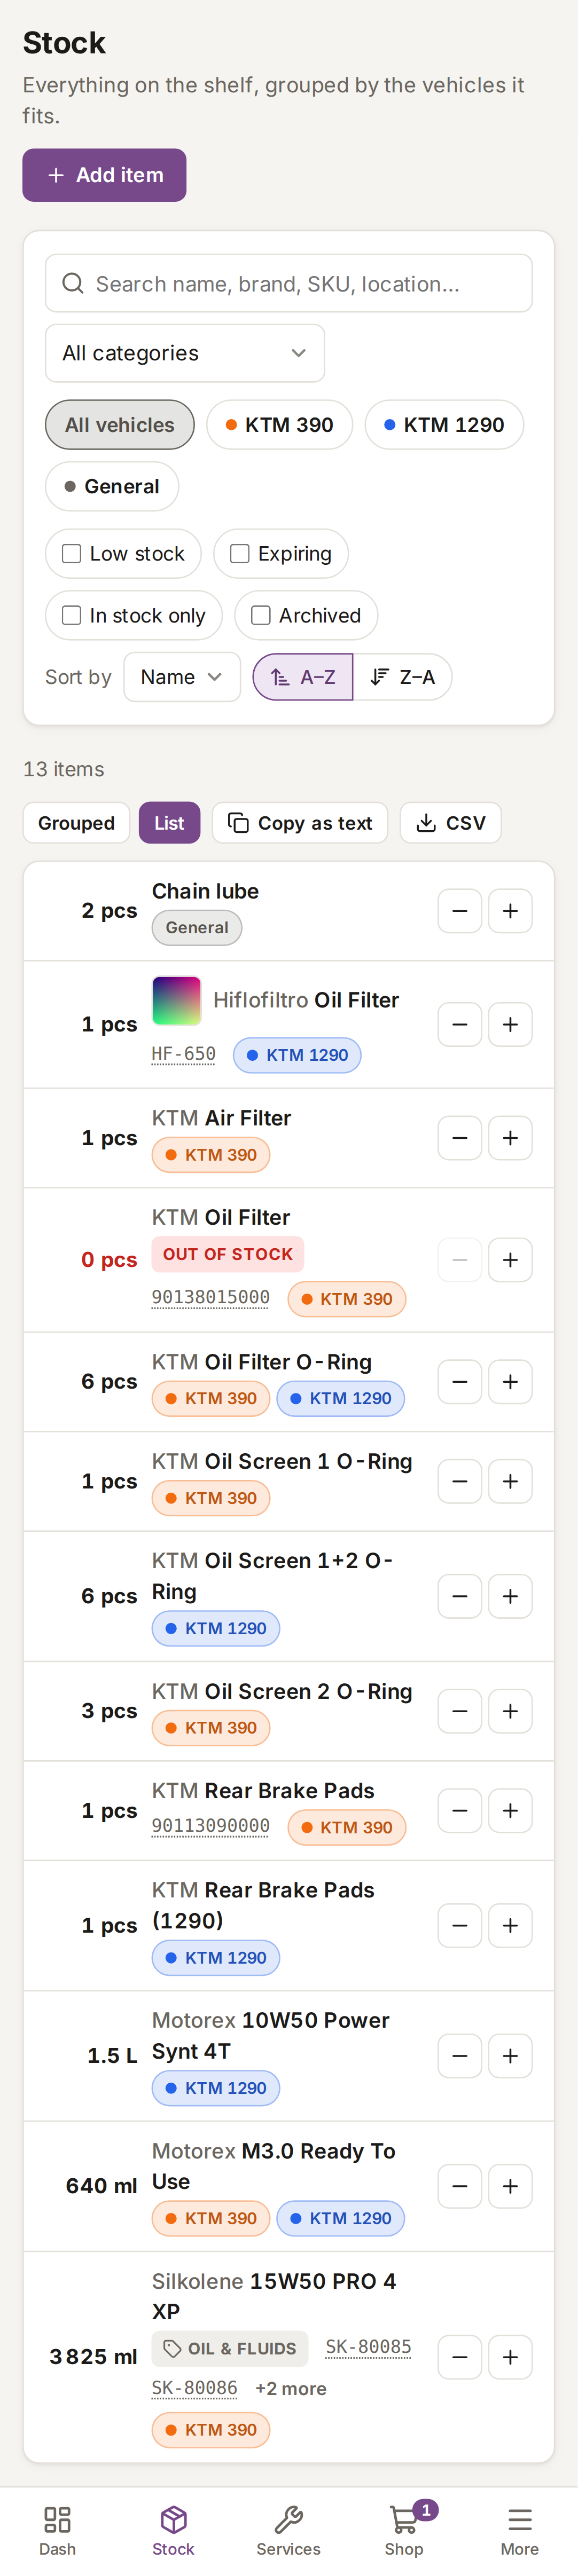 Stock
Everything on the shelf, grouped by the vehicles it
fits.
Add item
Search name, brand, SKU, location...
All categories
All vehicles
KTM 390
KTM 1290
General
Low stock
Expiring
In stock only
Archived
Sort by
Name
A–Z
Z–A
13 items
Grouped
List
Copy as text
CSV
2 pcs
Chain lube
General
1 pcs
Hiflofiltro Oil Filter
HF-650
KTM 1290
1 pcs
KTM Air Filter
KTM 390
0 pcs
KTM Oil Filter
OUT OF STOCK
90138015000
KTM 390
6 pcs
KTM Oil Filter O-Ring
KTM 390
KTM 1290
1 pcs
KTM Oil Screen 1 O-Ring
KTM 390
6 pcs
KTM Oil Screen 1+2 O-
Ring
KTM 1290
3 pcs
KTM Oil Screen 2 O-Ring
KTM 390
1 pcs
KTM Rear Brake Pads
90113090000
KTM 390
1 pcs
KTM Rear Brake Pads
(1290)
KTM 1290
1.5 L
Motorex 10W50 Power
Synt 4T
KTM 1290
640 ml
Motorex M3.0 Ready To
Use
KTM 390
KTM 1290
3 825 ml
Silkolene 15W50 PRO 4
XP
OIL & FLUIDS
SK-80085
SK-80086
+2 more
KTM 390
Dash
Stock
Services
1
Shop
More